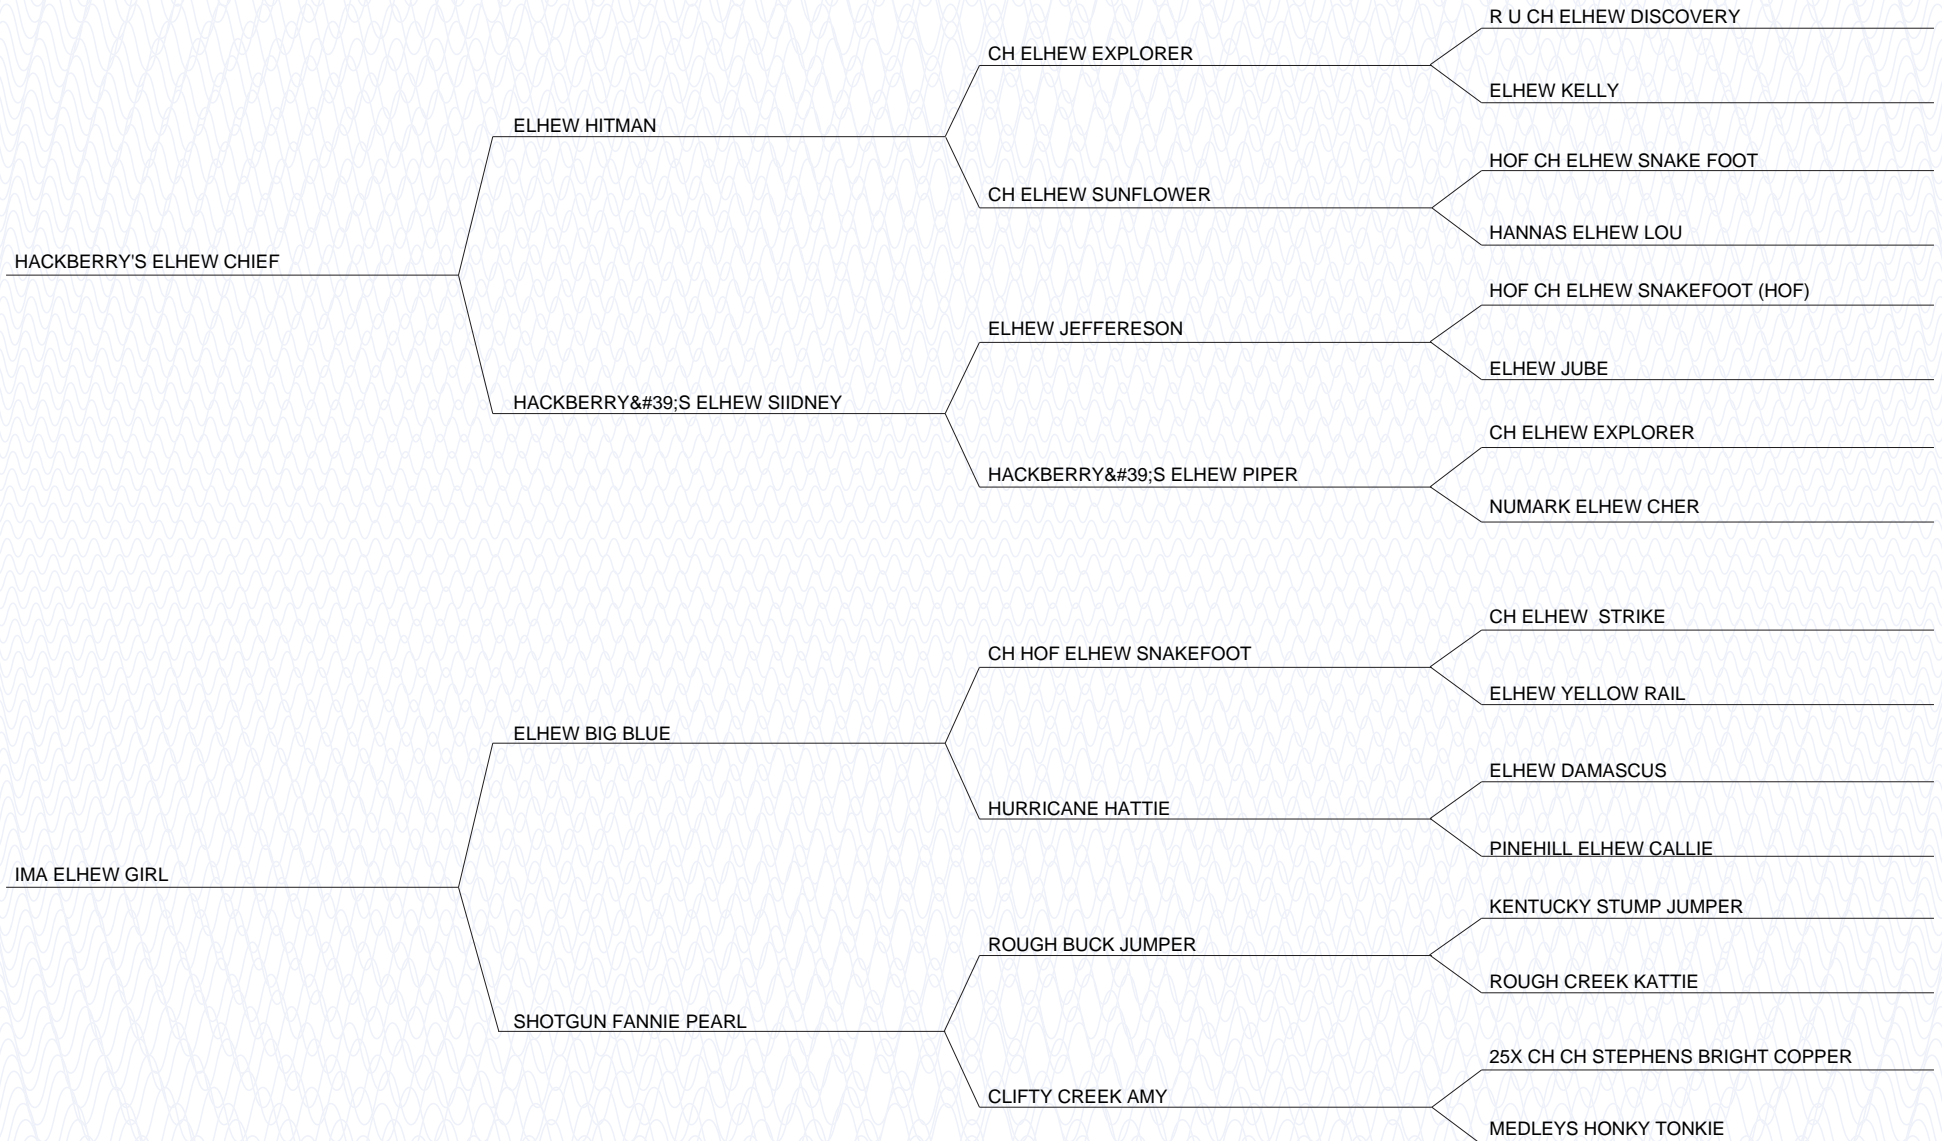 R U CH ELHEW DISCOVERY
CH ELHEW EXPLORER
ELHEW KELLY
ELHEW HITMAN
HOF CH ELHEW SNAKE FOOT
CH ELHEW SUNFLOWER
HANNAS ELHEW LOU
HACKBERRY'S ELHEW CHIEF
HOF CH ELHEW SNAKEFOOT (HOF)
ELHEW JEFFERESON
ELHEW JUBE
HACKBERRY&#39;S ELHEW SIIDNEY
CH ELHEW EXPLORER
HACKBERRY&#39;S ELHEW PIPER
NUMARK ELHEW CHER
CH ELHEW  STRIKE
CH HOF ELHEW SNAKEFOOT
ELHEW YELLOW RAIL
ELHEW BIG BLUE
ELHEW DAMASCUS
HURRICANE HATTIE
PINEHILL ELHEW CALLIE
IMA ELHEW GIRL
KENTUCKY STUMP JUMPER
ROUGH BUCK JUMPER
ROUGH CREEK KATTIE
SHOTGUN FANNIE PEARL
25X CH CH STEPHENS BRIGHT COPPER
CLIFTY CREEK AMY
MEDLEYS HONKY TONKIE